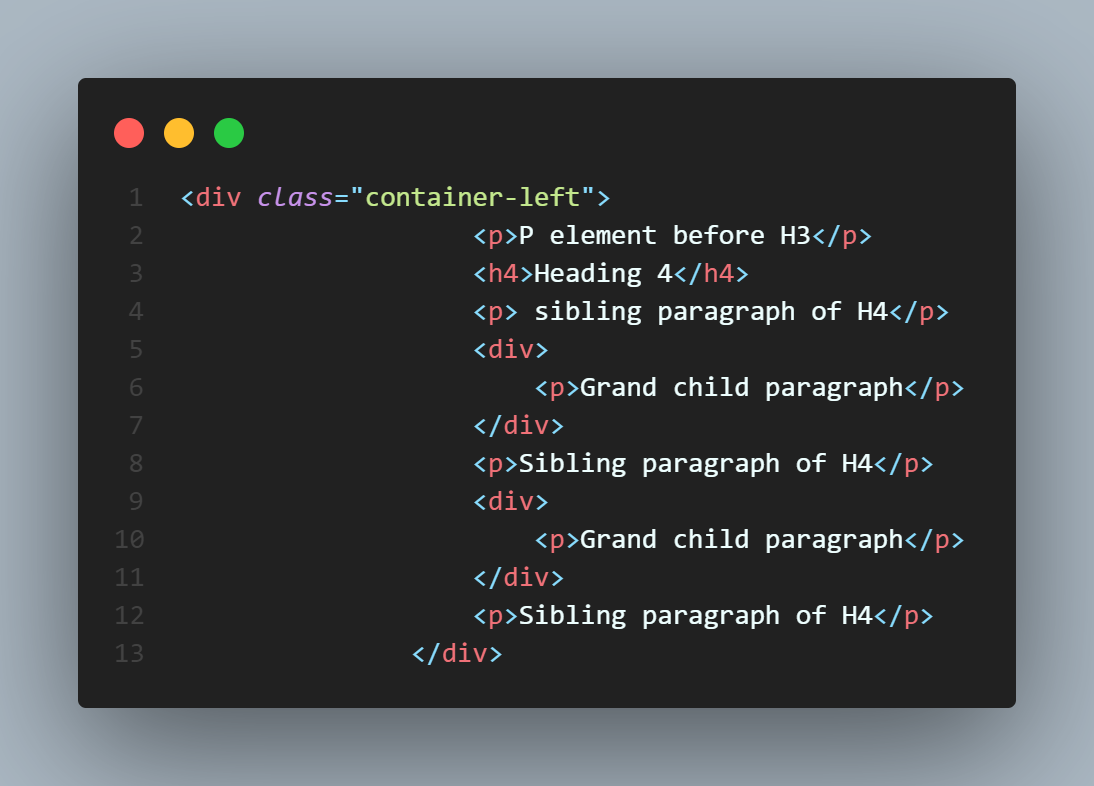 1 <div class="container-left">
2 <p>P element before H3</p>
3 <h4>Heading 4</h4>
4 <p> sibling paragraph of H4</p>
5 <div>
6 <p>Grand child paragraph</p>
7 </div>
8 <p>Sibling paragraph of H4</p>
9 <div>
10 <p>Grand child paragraph</p>
11 </div>
12 <p>Sibling paragraph of H4</p>
13 </div>